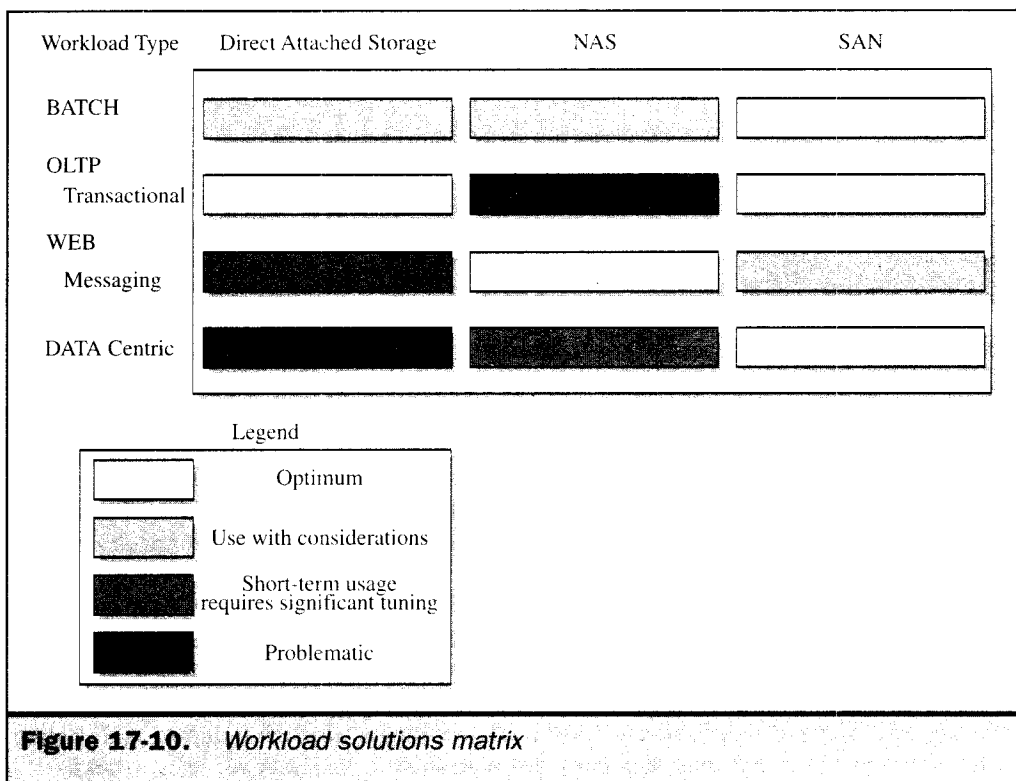 Workload Type Direct Attached Storage NAS SAN
BATCH
OLTP
Transactional
WEB
Messaging
DATA Centric
Legend
Optimum
Use with considerations
Short-term usage
requires significant tuning
Problematic
Figure 17-10. Workload solutions matrix